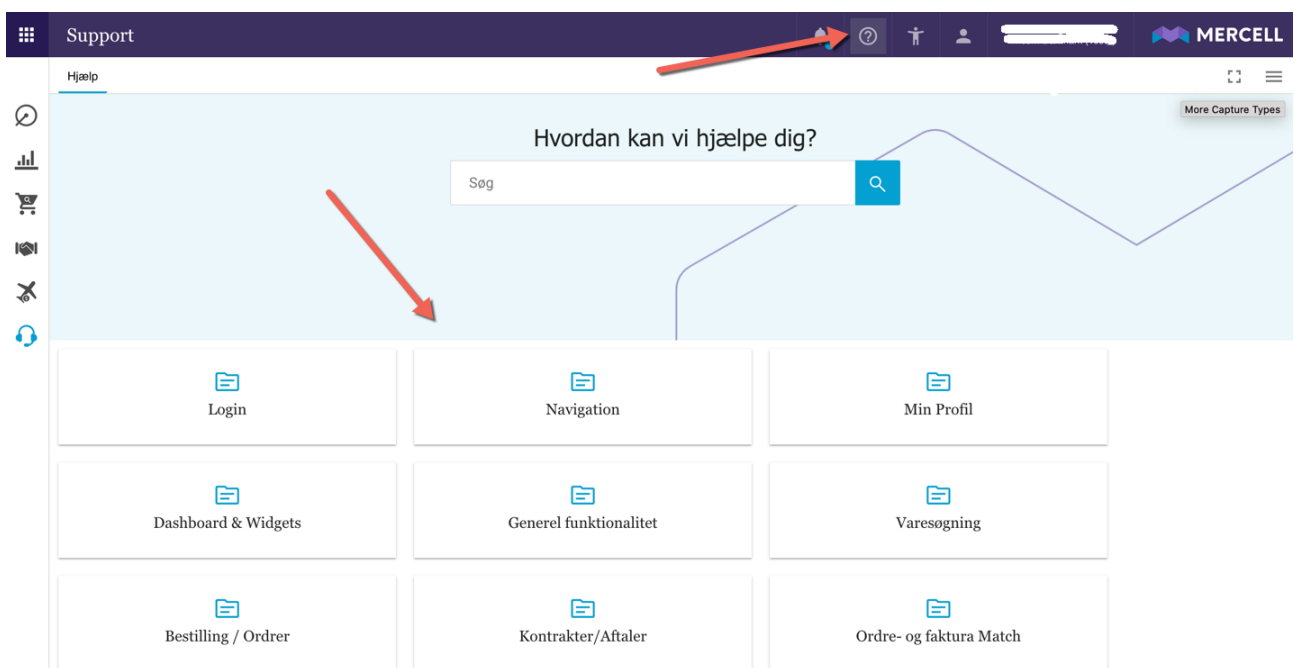 Support
MERCELL
Hjælp
More Capture Types
Hvordan kan vi hjælpe dig?
Søg
Login
Navigation
Min Profil
Dashboard & Widgets
Generel funktionalitet
Varesøgning
Bestilling / Ordrer
Kontrakter/Aftaler
Ordre- og faktura Match